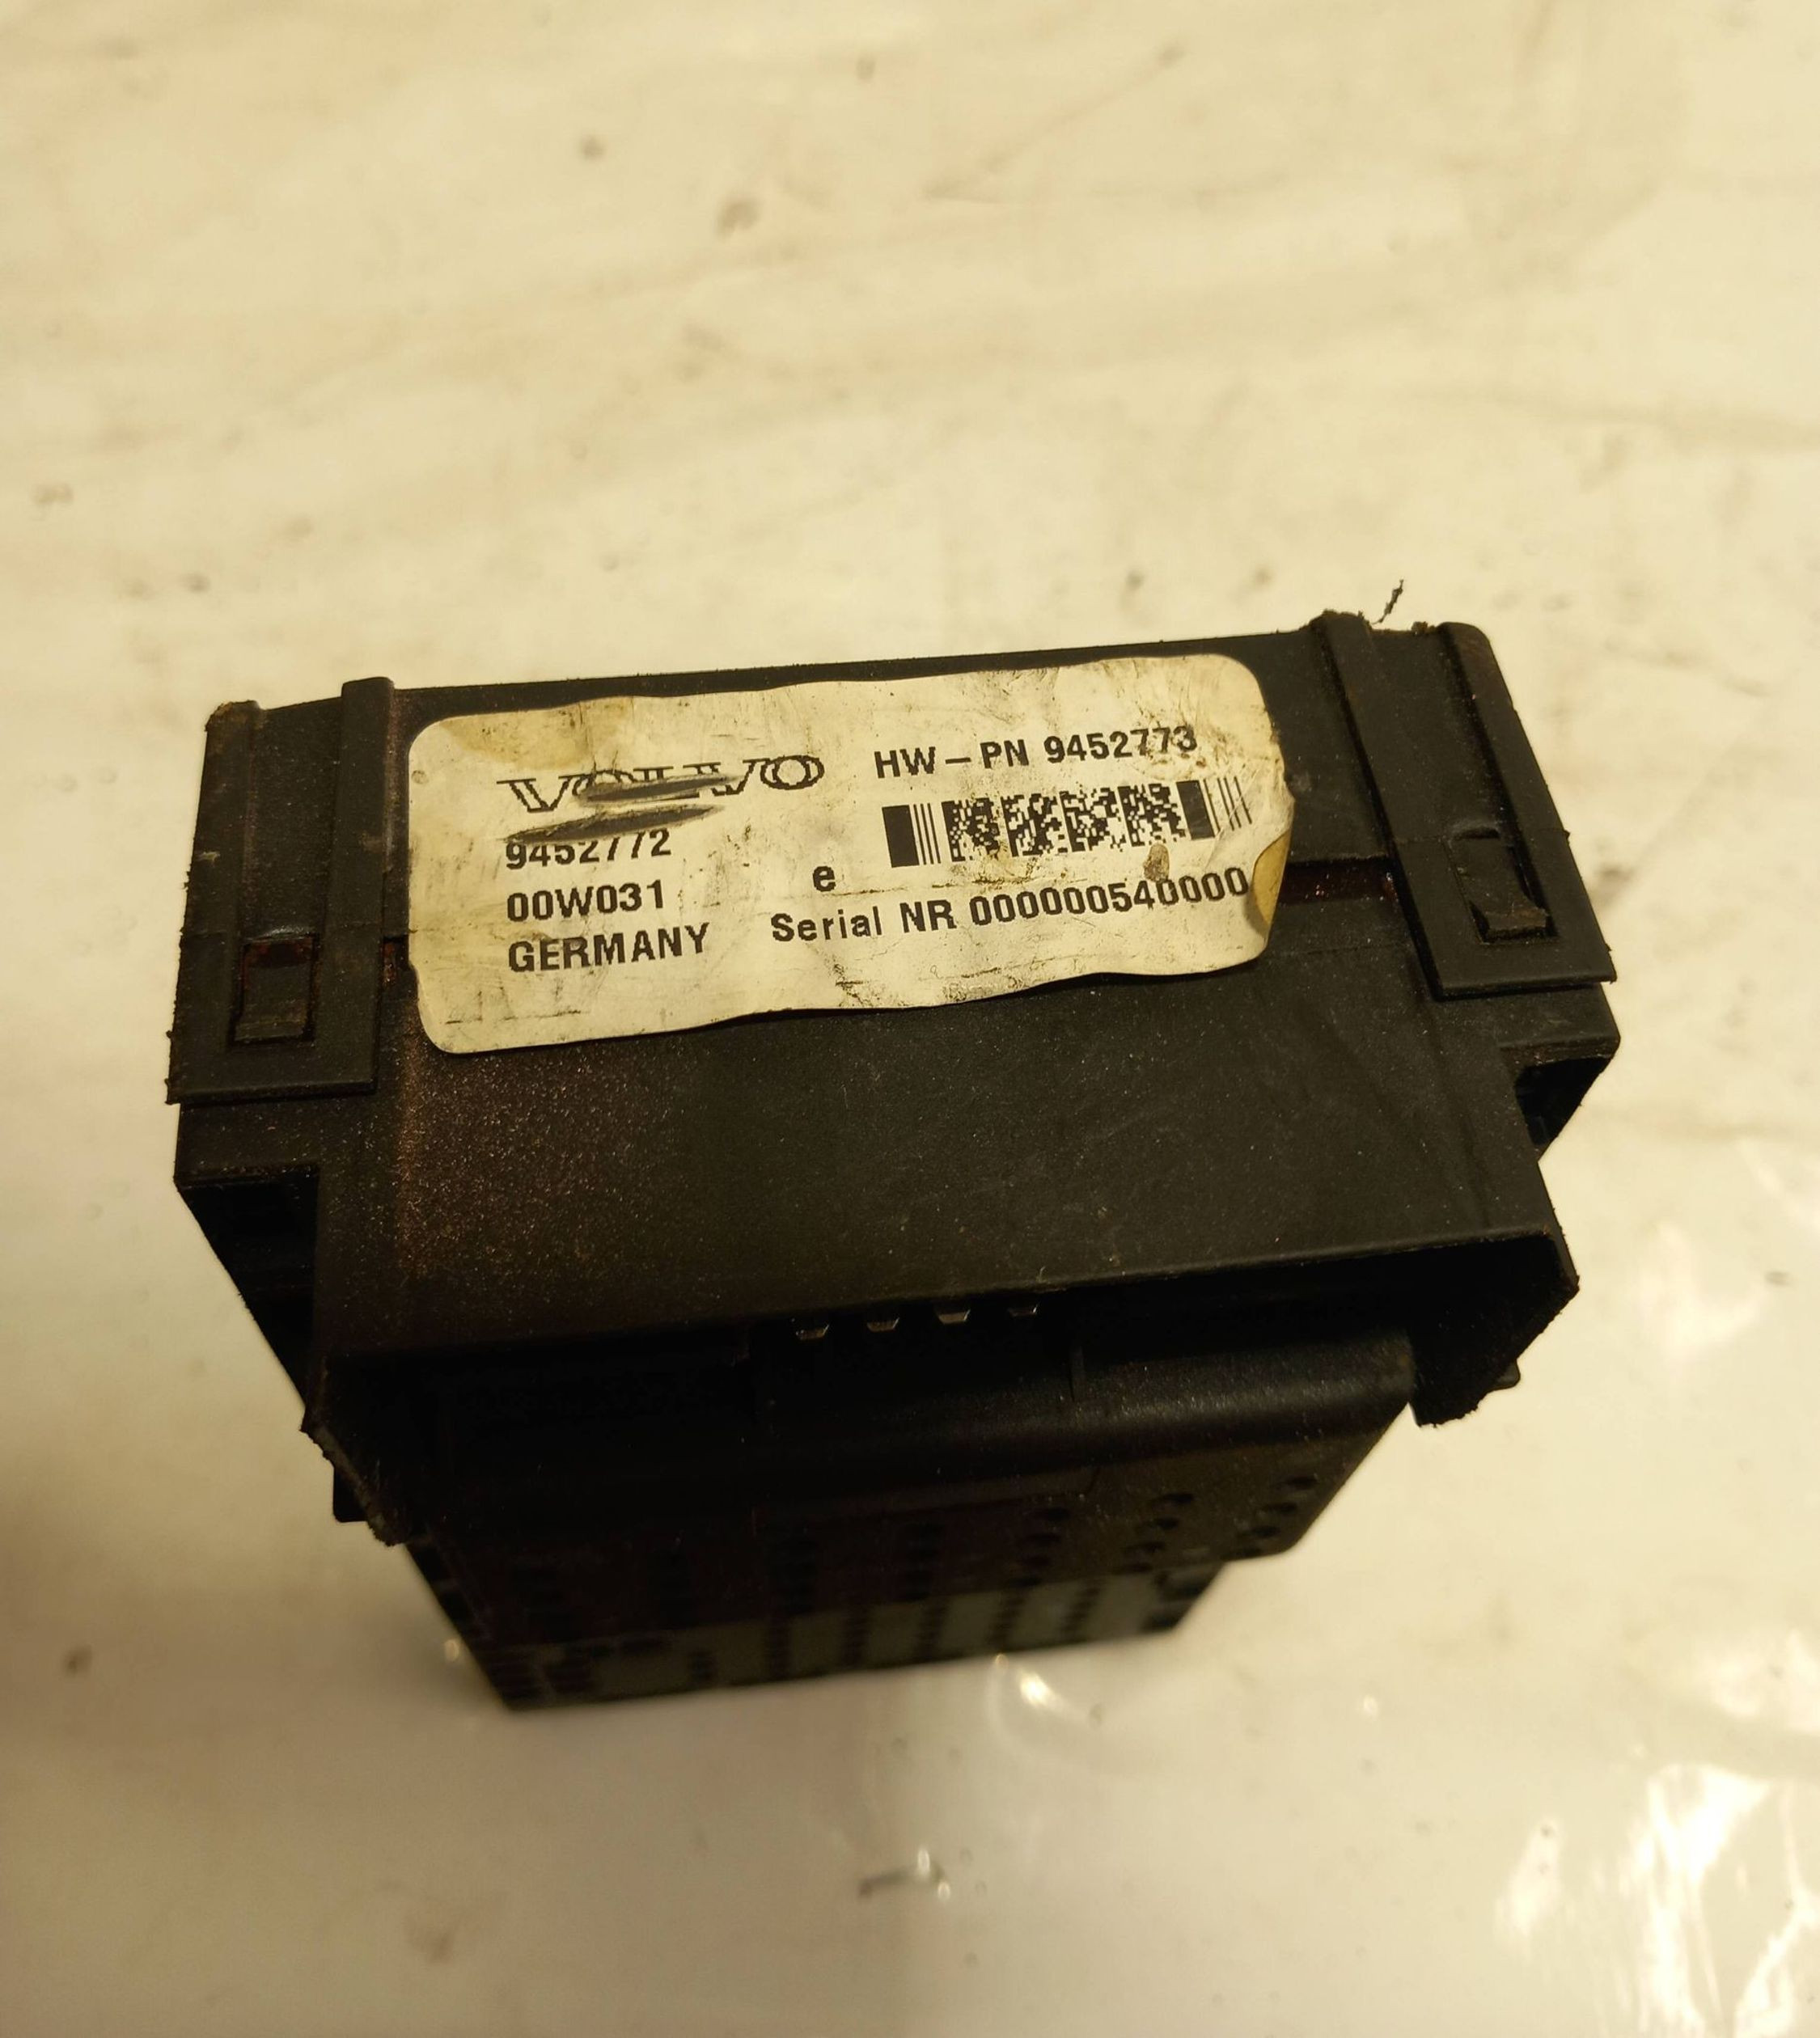 VOLVO
HW-PN 9452773
9452772
00W031
e
GERMANY
Serial NR 000000540000